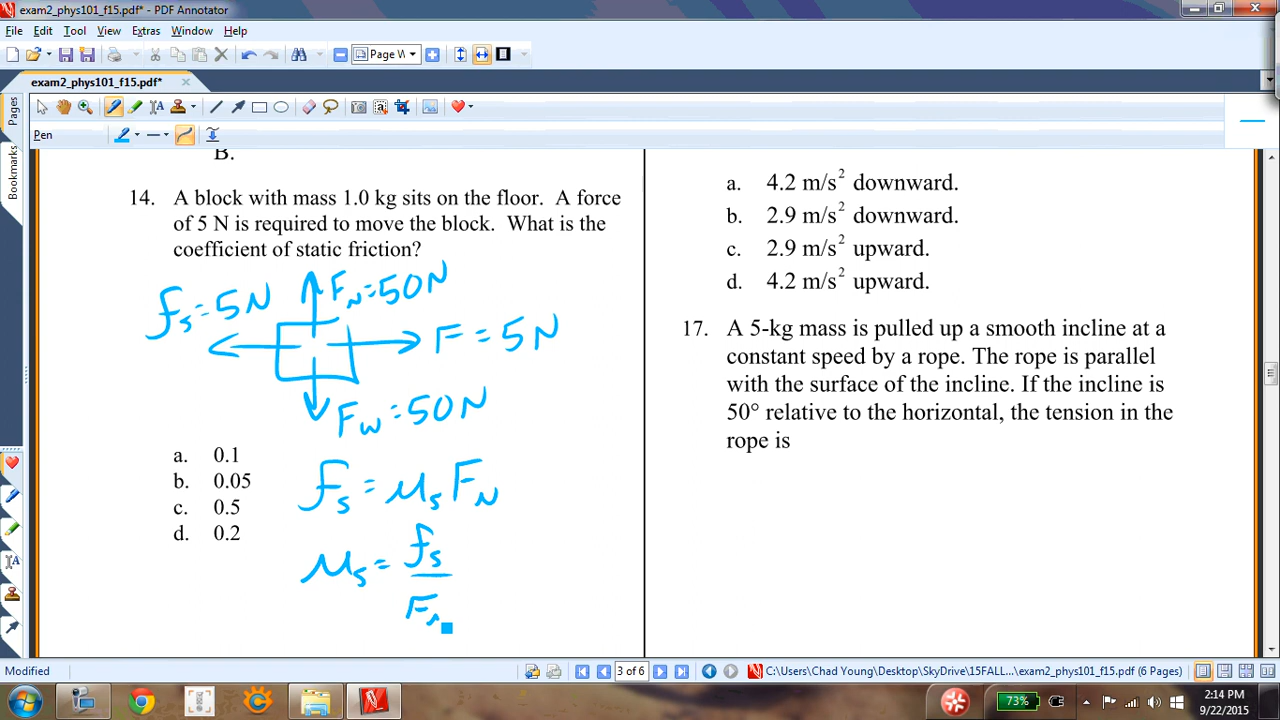 exam2_phys101_f15.pdf* - PDF Annotator
File Edit Tool View Extras Window Help
Page W
exam2_phys101_f15.pdf*
Pen
Pages
Bookmarks
B.
14. A block with mass 1.0 kg sits on the floor. A force
of 5 N is required to move the block. What is the
coefficient of static friction?
fs = 5N
FN = 50N
F = 5N
Fw = 50N
a. 0.1
b. 0.05
c. 0.5
d. 0.2
fs = μs FN
μs = fs
FN
a. 4.2 m/s² downward.
b. 2.9 m/s² downward.
c. 2.9 m/s² upward.
d. 4.2 m/s² upward.
17. A 5-kg mass is pulled up a smooth incline at a
constant speed by a rope. The rope is parallel
with the surface of the incline. If the incline is
50° relative to the horizontal, the tension in the
rope is
Modified
3 of 6
C:\Users\Chad Young\Desktop\SkyDrive\15FALL...\exam2_phys101_f15.pdf (6 Pages)
73%
2:14 PM
9/22/2015